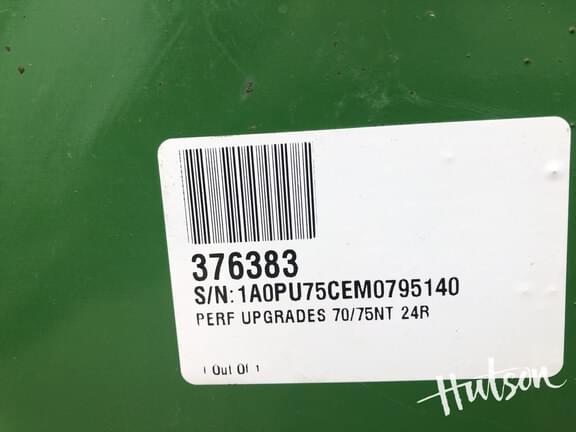 376383
S/N: 1A0PU75CEM0795140
PERF UPGRADES 70/75NT 24R
1 Out Of 1
Hutson